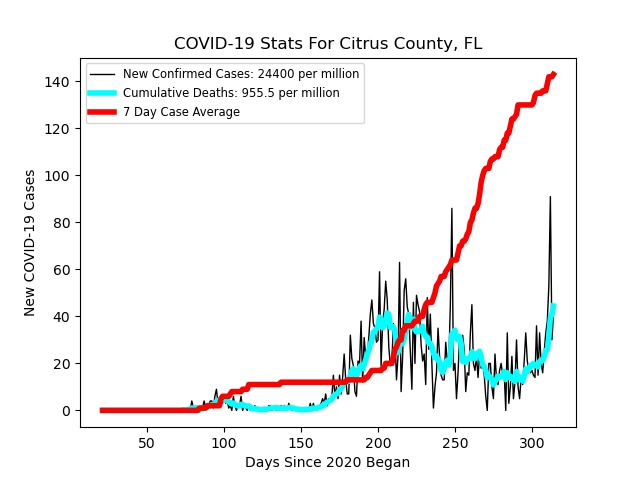 COVID-19 Stats For Citrus County, FL
New Confirmed Cases: 24400 per million
Cumulative Deaths: 955.5 per million
7 Day Case Average
New COVID-19 Cases
140
120
100
80
60
40
20
0
50
100
150
200
250
300
Days Since 2020 Began